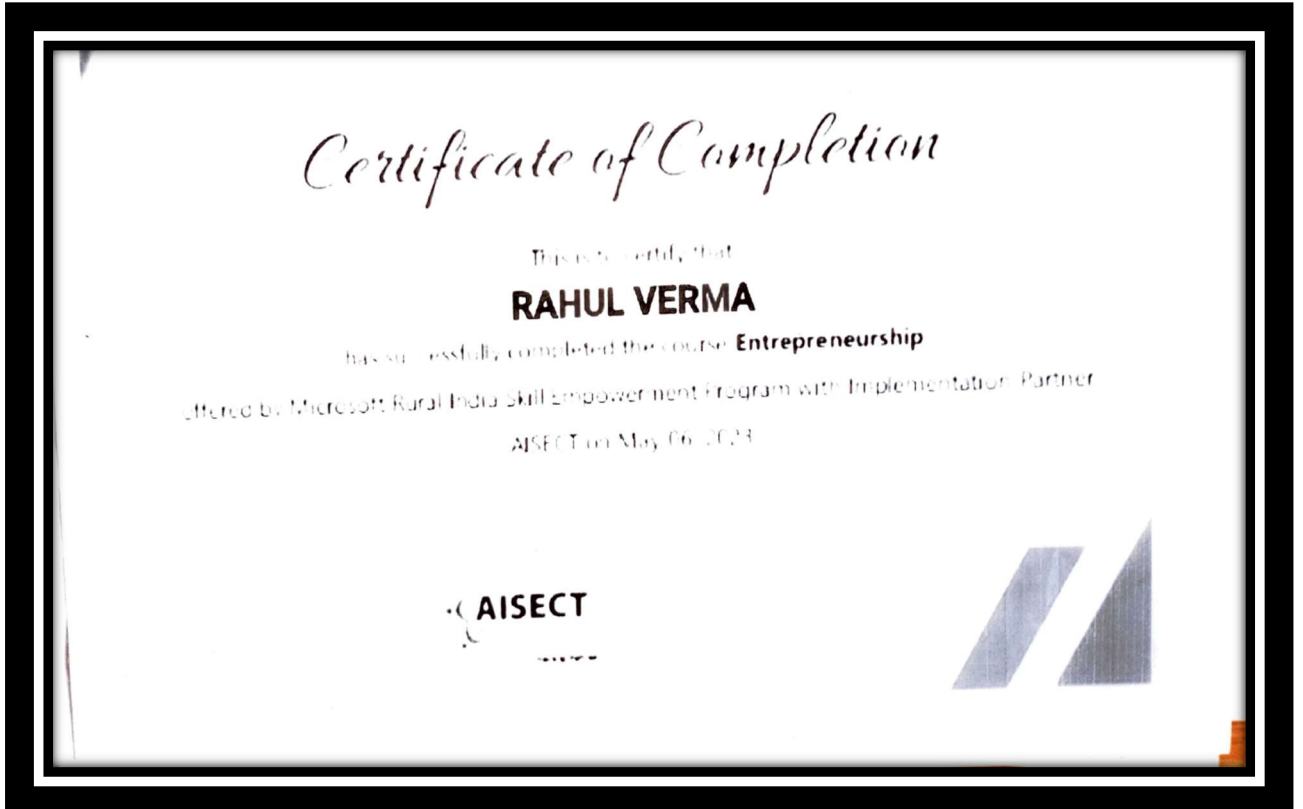 Certificate of Completion
This is to certify that
RAHUL VERMA
has successfully completed the course Entrepreneurship
offered by Microsoft Rural India Skill Empowerment Program with Implementation Partner
AISECT on May 06, 2023
AISECT